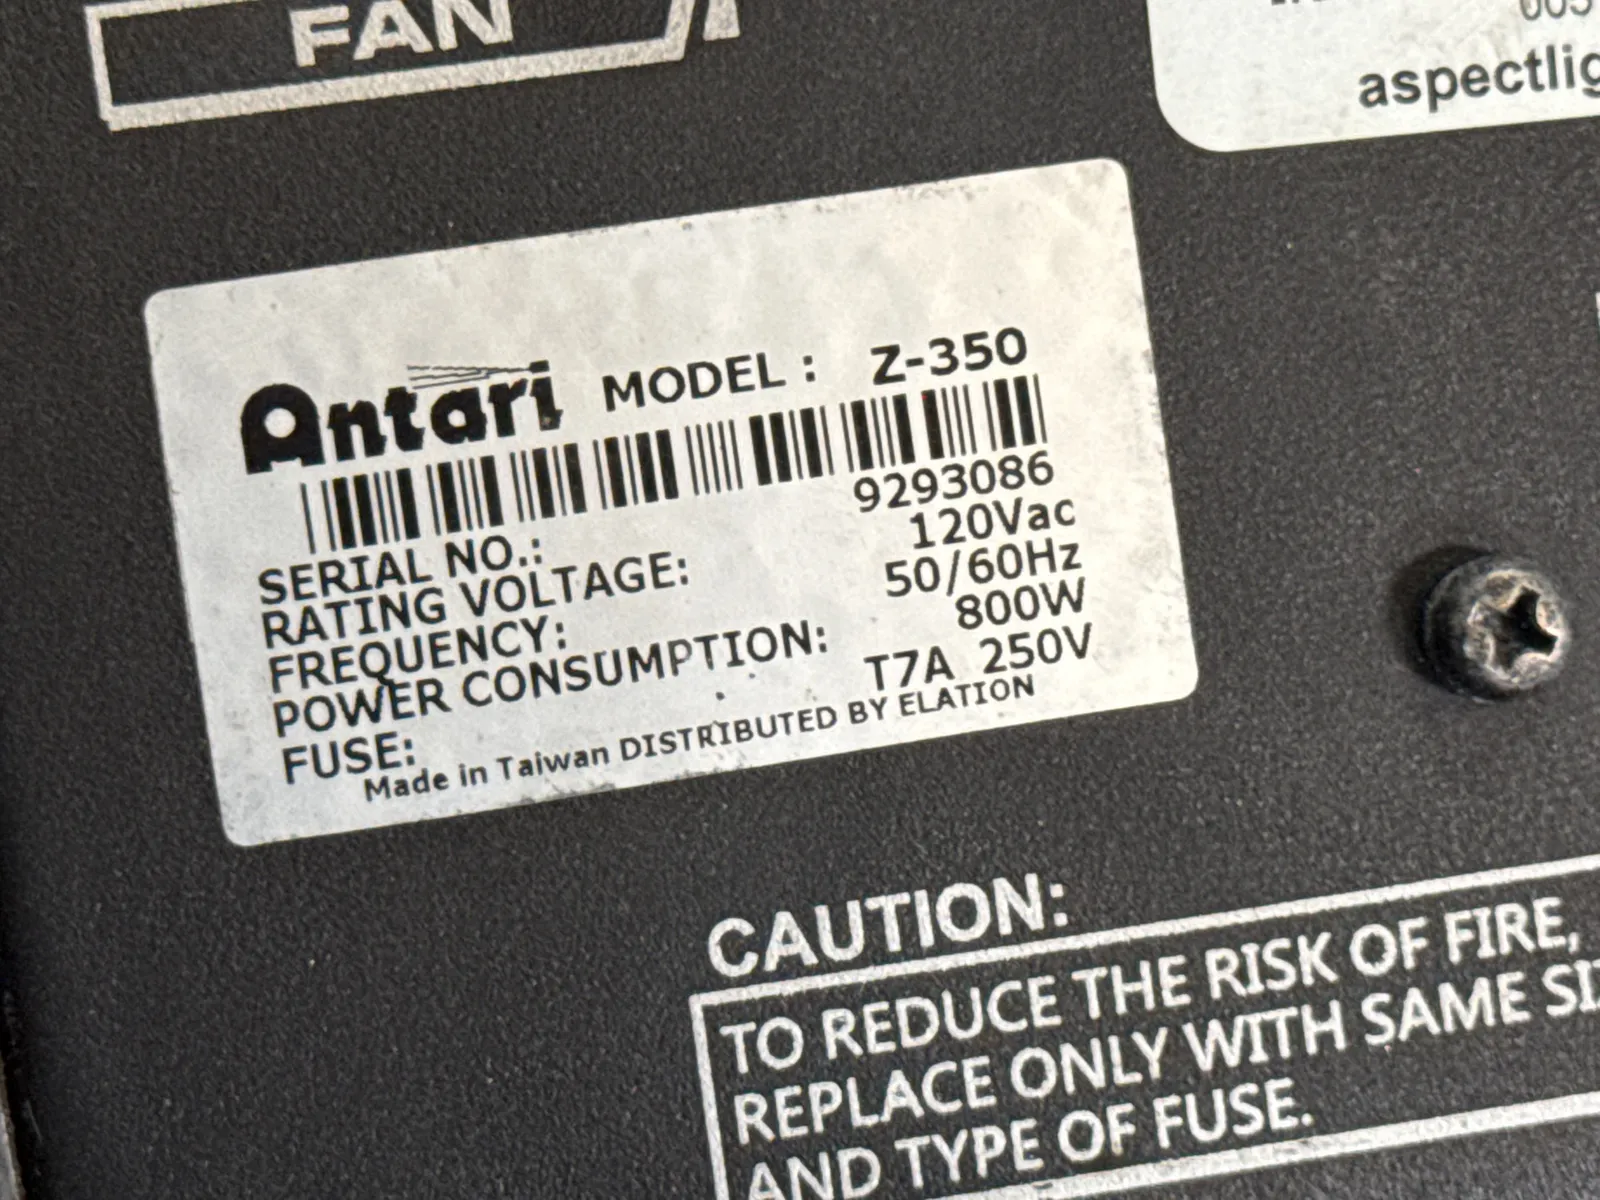 FAN
aspectlig
Antari MODEL : Z-350
SERIAL NO.: 9293086
RATING VOLTAGE: 120Vac
FREQUENCY: 50/60Hz
POWER CONSUMPTION: 800W
FUSE: T7A 250V
Made in Taiwan DISTRIBUTED BY ELATION
CAUTION:
TO REDUCE THE RISK OF FIRE,
REPLACE ONLY WITH SAME
AND TYPE OF FUSE.